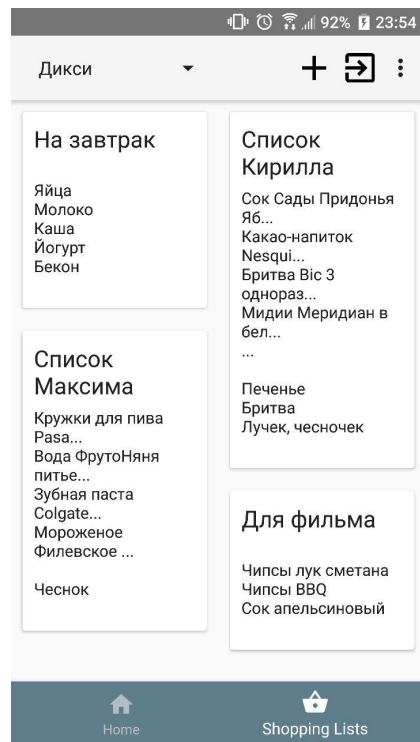 92% 23:54
Дикси
На завтрак
Яйца
Молоко
Каша
Йогурт
Бекон
Список
Максима
Кружки для пива
Pasa...
Вода ФрутоНяня
питье...
Зубная паста
Colgate...
Мороженое
Филевское ...
Чеснок
Список
Кирилла
Сок Сады Придонья
Яб...
Какао-напиток
Nesqui...
Бритва Bic 3
однораз...
Мидии Меридиан в
бел...
...
Печенье
Бритва
Лучек, чесночек
Для фильма
Чипсы лук сметана
Чипсы BBQ
Сок апельсиновый
Home
Shopping Lists